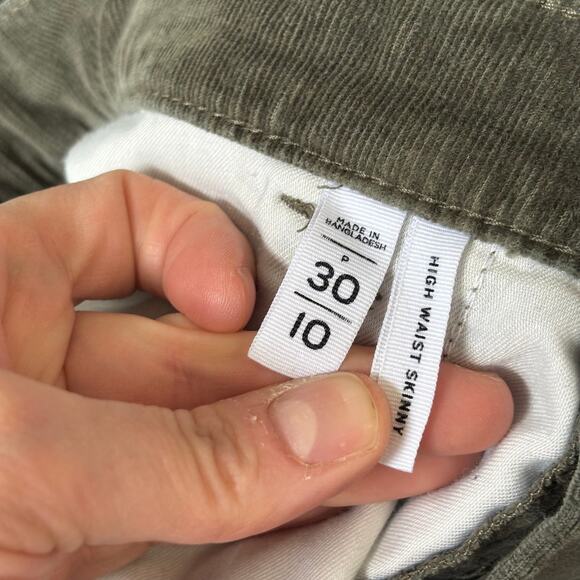 MADE IN
BANGLADESH
P
30
10
HIGH WAIST SKINNY